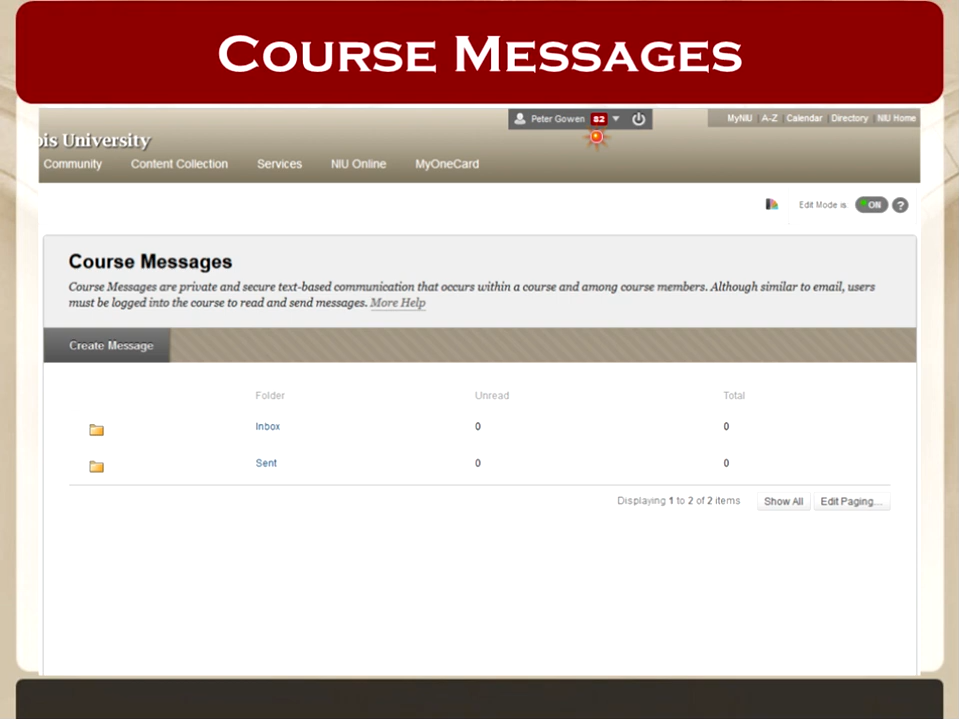 Course Messages
Peter Gowen 82
MyNIU | A-Z | Calendar | Directory | NIU Home
ois University
Community Content Collection Services NIU Online MyOneCard
Edit Mode is: ON ?
Course Messages
Course Messages are private and secure text-based communication that occurs within a course and among course members. Although similar to email, users
must be logged into the course to read and send messages. More Help
Create Message
Folder Unread Total
Inbox 0 0
Sent 0 0
Displaying 1 to 2 of 2 items Show All Edit Paging...